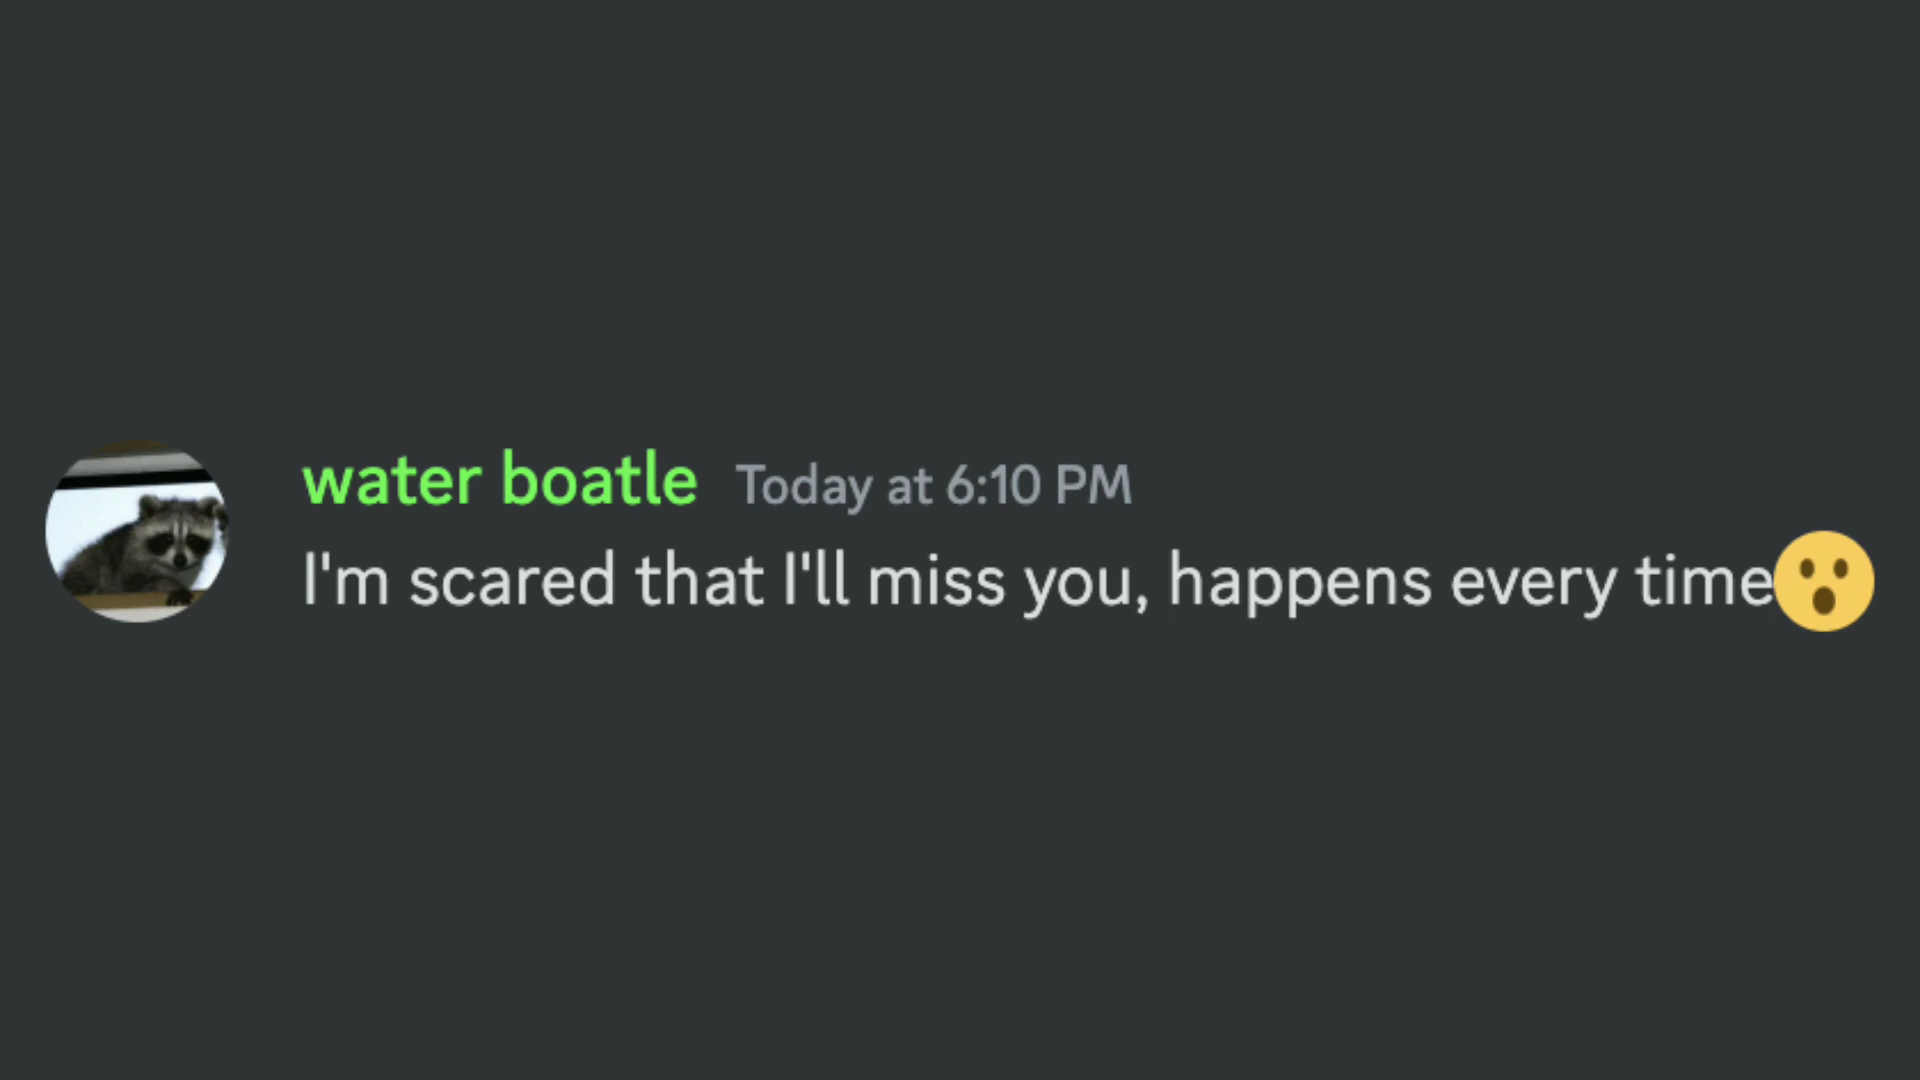 water boatle Today at 6:10 PM
I'm scared that I'll miss you, happens every time😮